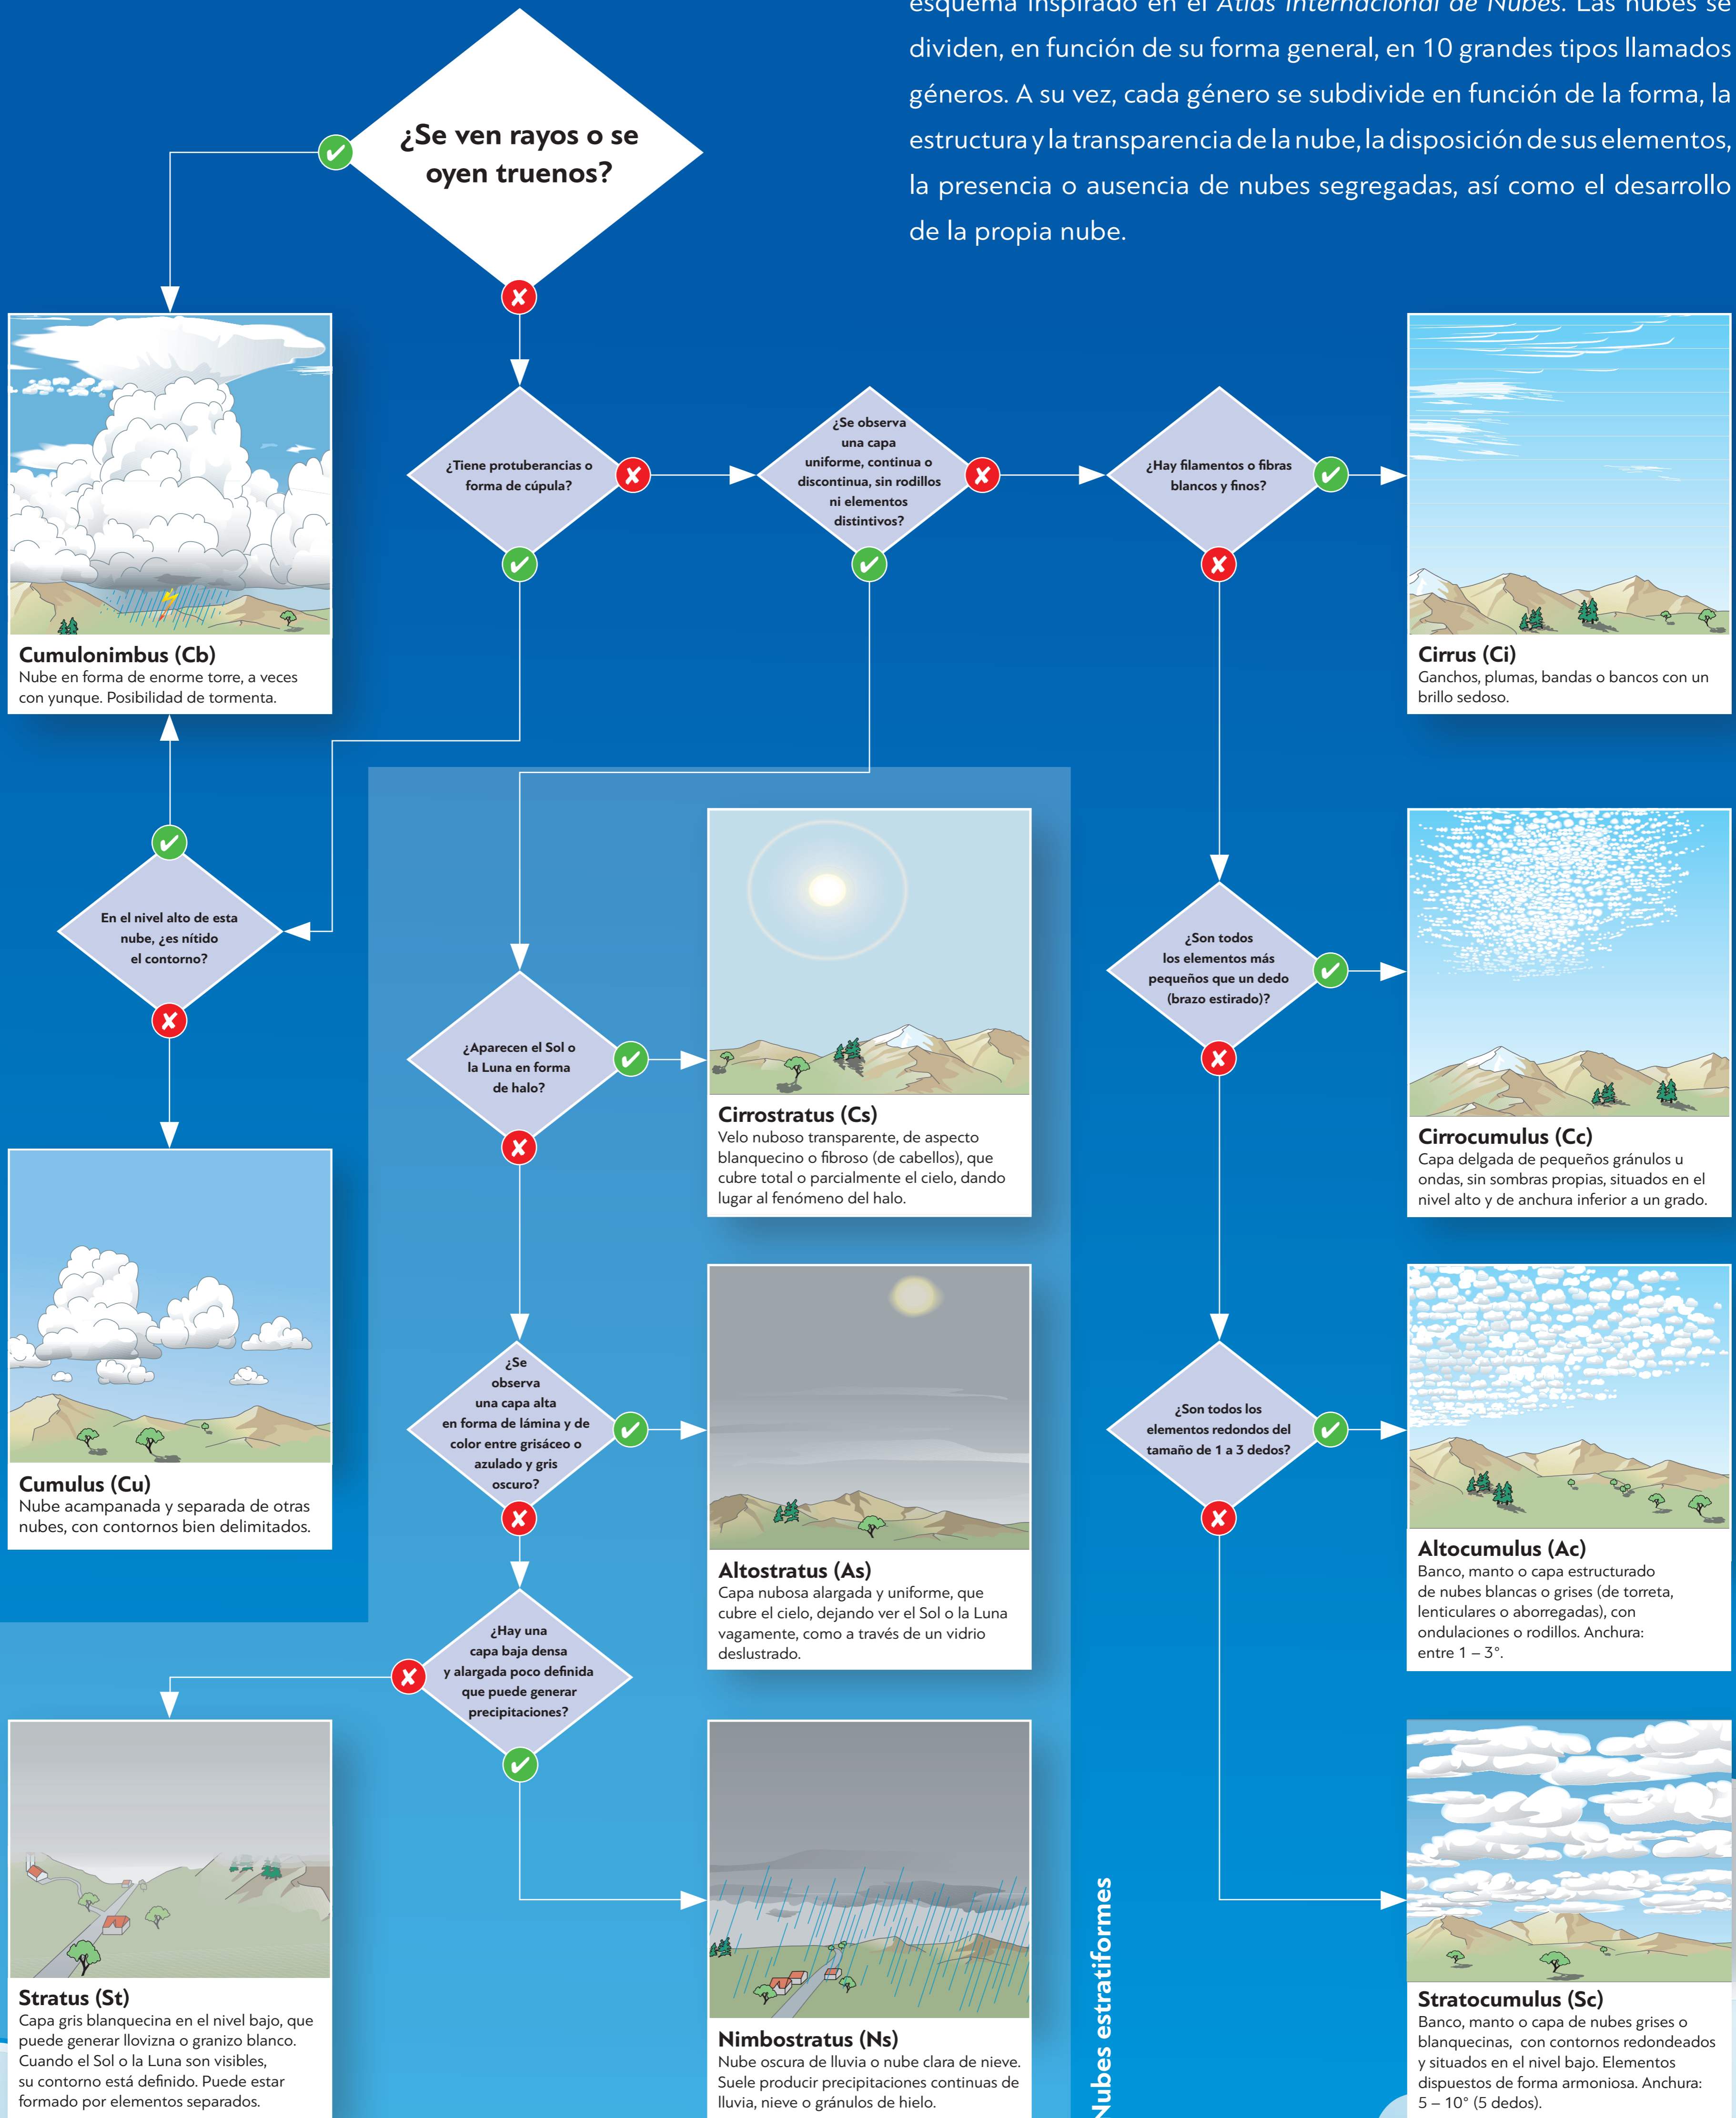 esquema inspirado en el Atlas Internacional de Nubes. Las nubes se
dividen, en función de su forma general, en 10 grandes tipos llamados
géneros. A su vez, cada género se subdivide en función de la forma, la
estructura y la transparencia de la nube, la disposición de sus elementos,
la presencia o ausencia de nubes segregadas, así como el desarrollo
de la propia nube.
¿Se ven rayos o se
oyen truenos?
¿Tiene protuberancias o
forma de cúpula?
¿Se observa
una capa
uniforme, continua o
discontinua, sin rodillos
ni elementos
distintivos?
¿Hay filamentos o fibras
blancos y finos?
Cumulonimbus (Cb)
Nube en forma de enorme torre, a veces
con yunque. Posibilidad de tormenta.
Cirrus (Ci)
Ganchos, plumas, bandas o bancos con un
brillo sedoso.
En el nivel alto de esta
nube, ¿es nítido
el contorno?
¿Aparecen el Sol o
la Luna en forma
de halo?
Cirrostratus (Cs)
Velo nuboso transparente, de aspecto
blanquecino o fibroso (de cabellos), que
cubre total o parcialmente el cielo, dando
lugar al fenómeno del halo.
¿Son todos
los elementos más
pequeños que un dedo
(brazo estirado)?
Cirrocumulus (Cc)
Capa delgada de pequeños gránulos u
ondas, sin sombras propias, situados en el
nivel alto y de anchura inferior a un grado.
Cumulus (Cu)
Nube acampanada y separada de otras
nubes, con contornos bien delimitados.
¿Se
observa
una capa alta
en forma de lámina y de
color entre grisáceo o
azulado y gris
oscuro?
Altostratus (As)
Capa nubosa alargada y uniforme, que
cubre el cielo, dejando ver el Sol o la Luna
vagamente, como a través de un vidrio
deslustrado.
¿Son todos los
elementos redondos del
tamaño de 1 a 3 dedos?
Altocumulus (Ac)
Banco, manto o capa estructurado
de nubes blancas o grises (de torreta,
lenticulares o aborregadas), con
ondulaciones o rodillos. Anchura:
entre 1 – 3°.
¿Hay una
capa baja densa
y alargada poco definida
que puede generar
precipitaciones?
Stratus (St)
Capa gris blanquecina en el nivel bajo, que
puede generar llovizna o granizo blanco.
Cuando el Sol o la Luna son visibles,
su contorno está definido. Puede estar
formado por elementos separados.
Nimbostratus (Ns)
Nube oscura de lluvia o nube clara de nieve.
Suele producir precipitaciones continuas de
lluvia, nieve o gránulos de hielo.
Nubes estratiformes
Stratocumulus (Sc)
Banco, manto o capa de nubes grises o
blanquecinas, con contornos redondeados
y situados en el nivel bajo. Elementos
dispuestos de forma armoniosa. Anchura:
5 – 10° (5 dedos).